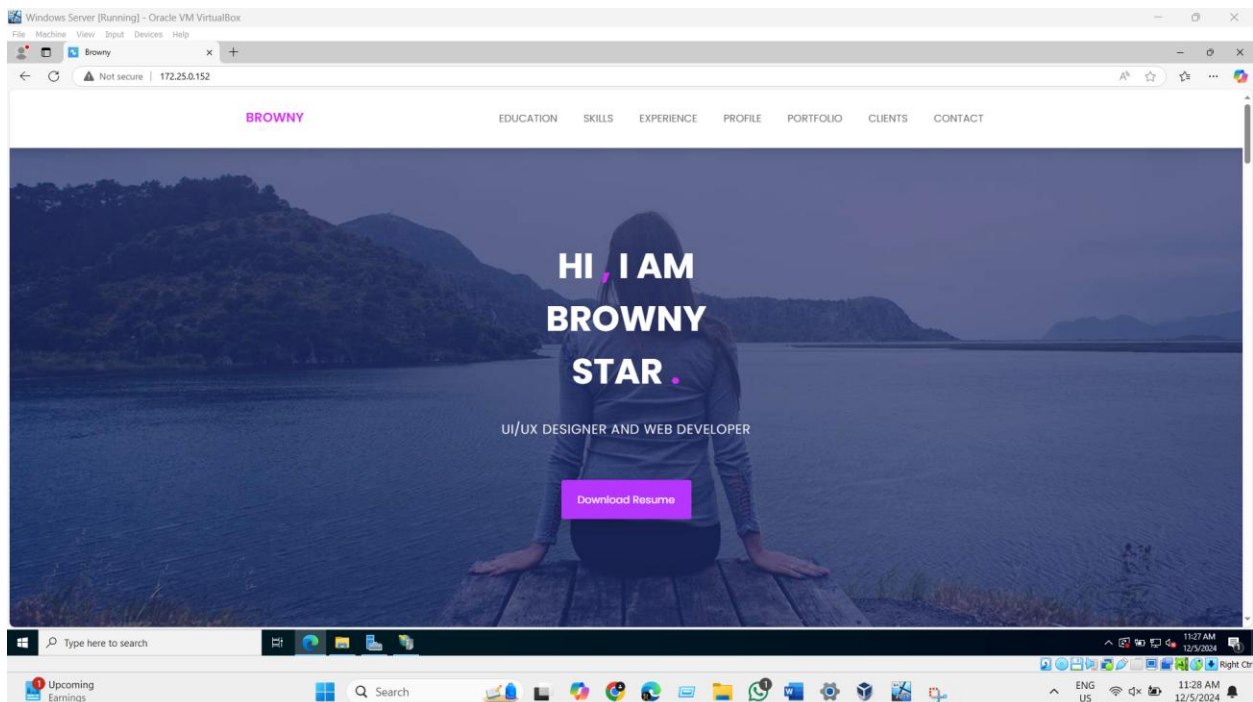 Windows Server [Running] - Oracle VM VirtualBox
File Machine View Input Devices Help
Browny
Not secure | 172.25.0.152
BROWNY
EDUCATION SKILLS EXPERIENCE PROFILE PORTFOLIO CLIENTS CONTACT
HI , I AM
BROWNY
STAR .
UI/UX DESIGNER AND WEB DEVELOPER
Download Resume
Type here to search
11:27 AM
12/5/2024
Right Ctr
1
Upcoming
Earnings
Search
1
ENG
US
11:28 AM
12/5/2024